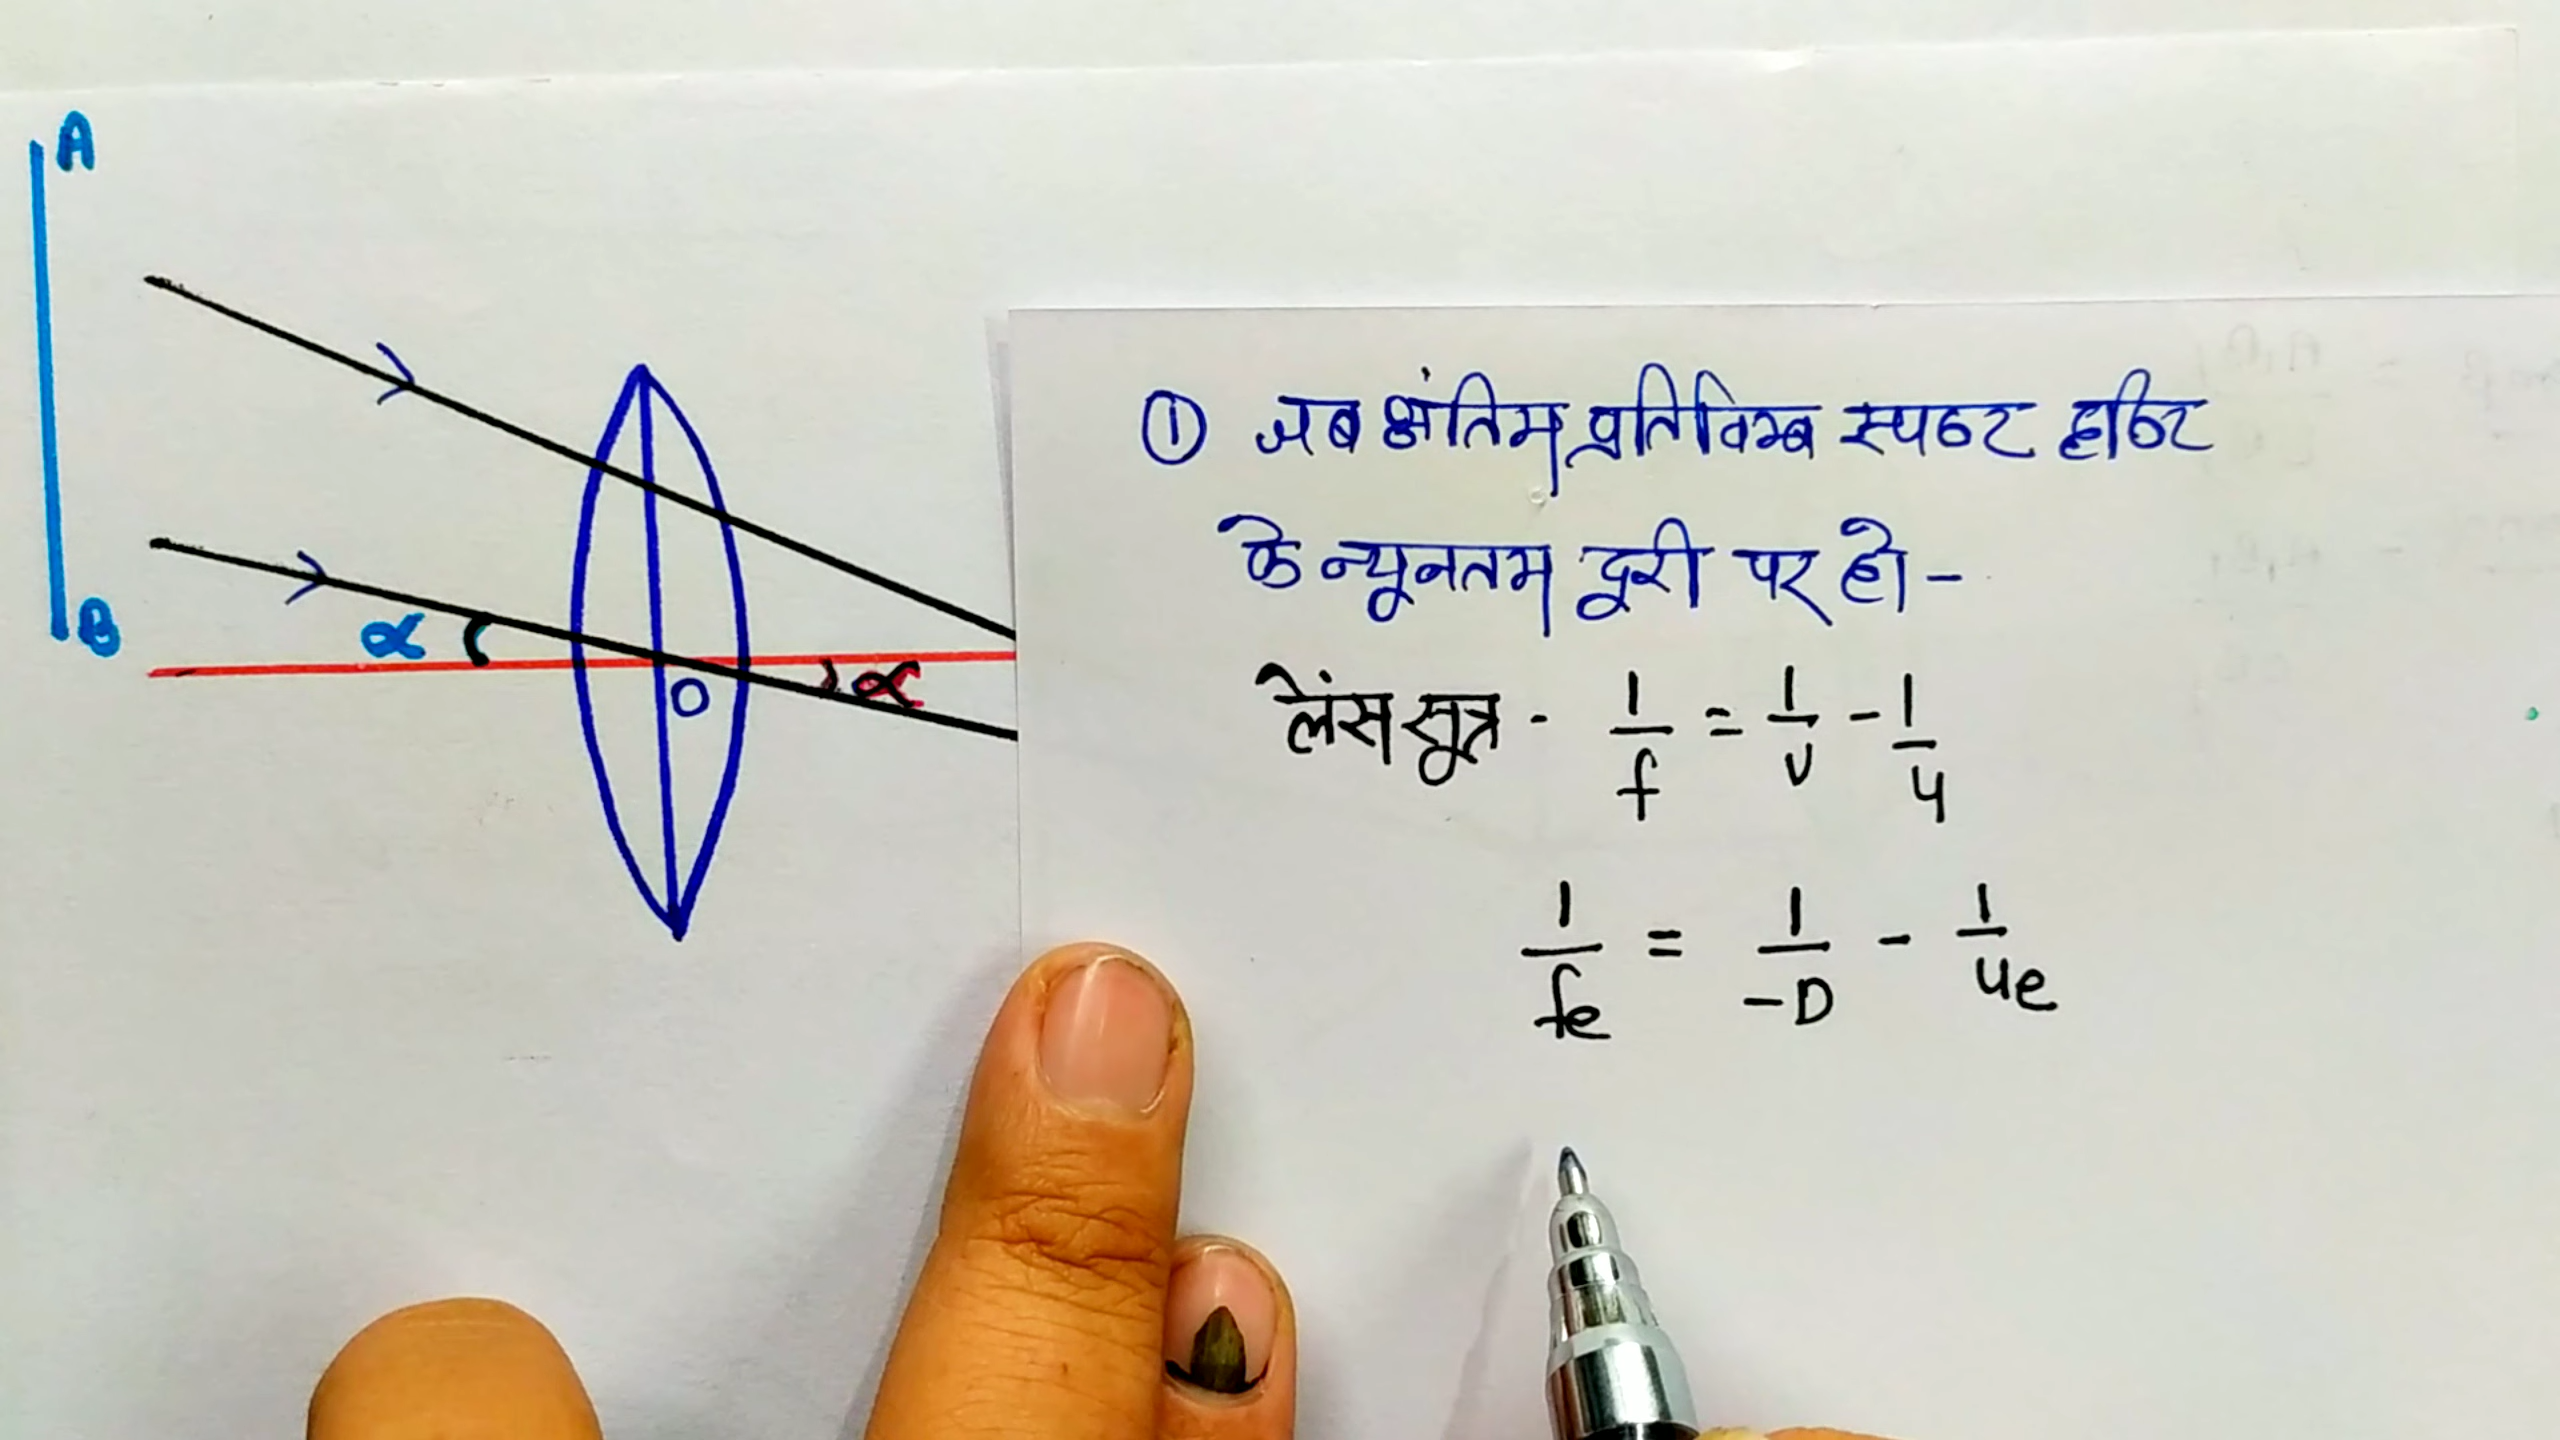 A
B
α
O
α
① जब अंतिम प्रतिबिम्ब स्पष्ट दृष्टि
के न्यूनतम दूरी पर हो-
लेंस सूत्र - 1/f = 1/v - 1/u
1/fe = 1/-D - 1/ue